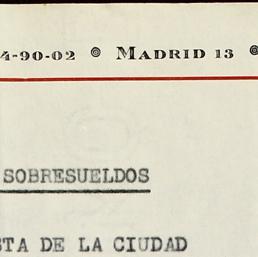 4-90-02 ◎ MADRID 13 ◎
SOBRESUELDOS
STA DE LA CIUDAD